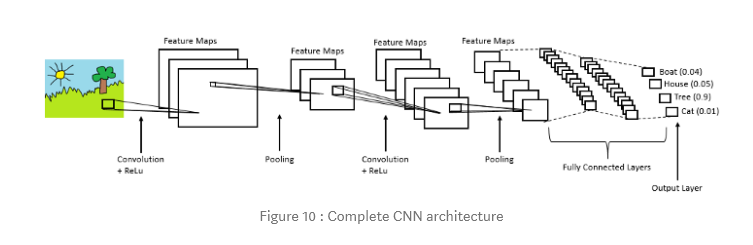 Feature Maps
Feature Maps
Feature Maps
Feature Maps
Boat (0.04)
House (0.05)
Tree (0.9)
Cat (0.01)
Convolution
+ ReLu
Pooling
Convolution
+ ReLu
Pooling
Fully Connected Layers
Output Layer
Figure 10 : Complete CNN architecture